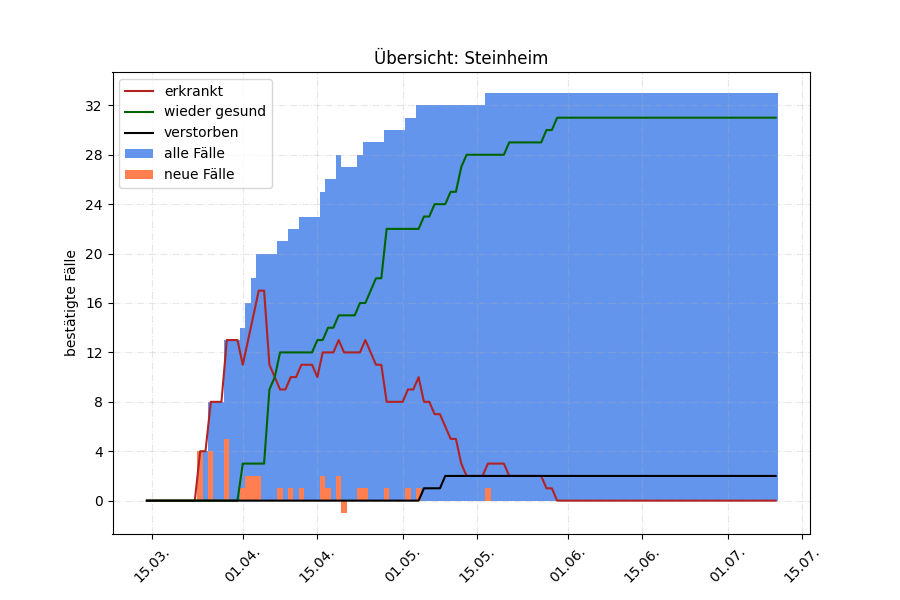 Übersicht: Steinheim
erkrankt
wieder gesund
verstorben
alle Fälle
neue Fälle
bestätigte Fälle
32
28
24
20
16
12
8
4
0
15.03.
01.04.
15.04.
01.05.
15.05.
01.06.
15.06.
01.07.
15.07.